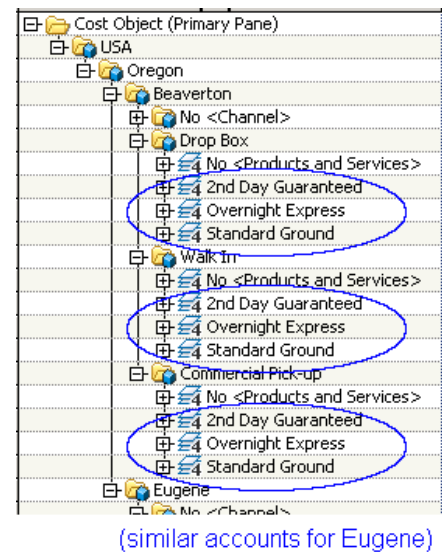 Cost Object (Primary Pane)
USA
Oregon
Beaverton
No <Channel>
Drop Box
No <Products and Services>
2nd Day Guaranteed
Overnight Express
Standard Ground
Walk In
No <Products and Services>
2nd Day Guaranteed
Overnight Express
Standard Ground
Commercial Pick-up
No <Products and Services>
2nd Day Guaranteed
Overnight Express
Standard Ground
Eugene
No <Channel>
(similar accounts for Eugene)